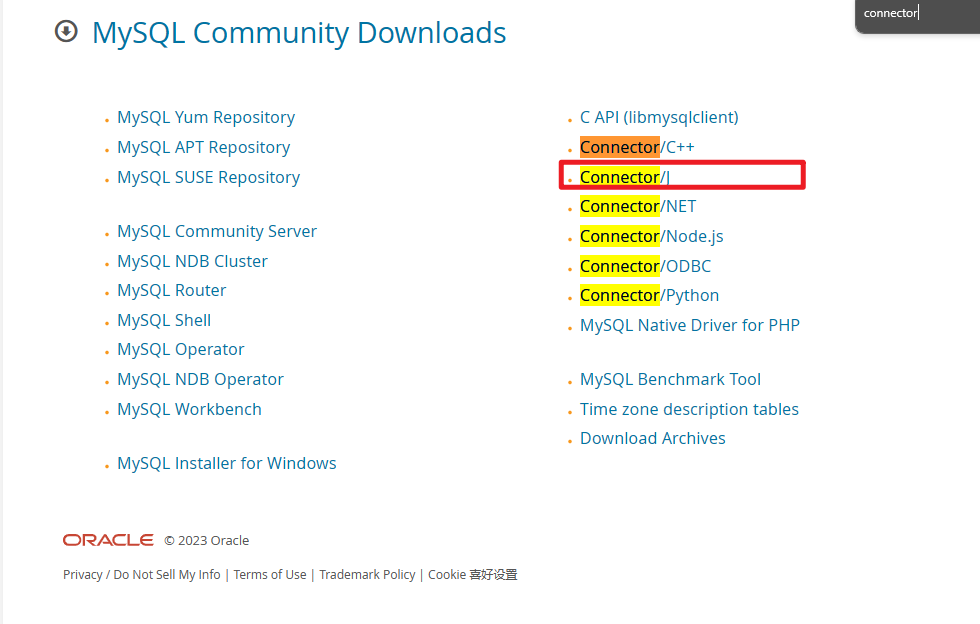 connector
MySQL Community Downloads
MySQL Yum Repository
MySQL APT Repository
MySQL SUSE Repository
MySQL Community Server
MySQL NDB Cluster
MySQL Router
MySQL Shell
MySQL Operator
MySQL NDB Operator
MySQL Workbench
MySQL Installer for Windows
C API (libmysqlclient)
Connector/C++
Connector/J
Connector/NET
Connector/Node.js
Connector/ODBC
Connector/Python
MySQL Native Driver for PHP
MySQL Benchmark Tool
Time zone description tables
Download Archives
ORACLE © 2023 Oracle
Privacy / Do Not Sell My Info | Terms of Use | Trademark Policy | Cookie 喜好设置